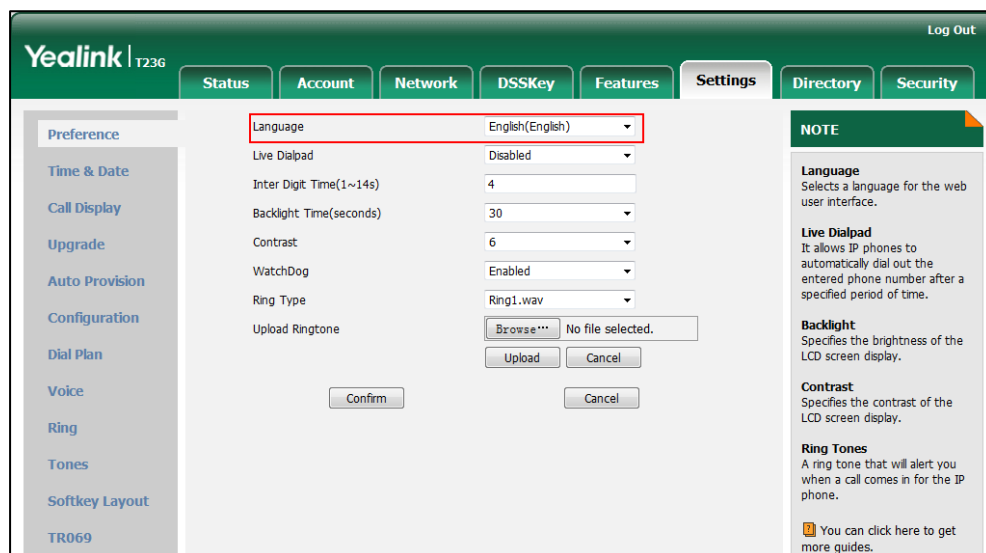 Log Out
Yealink | T23G
Status Account Network DSSKey Features Settings Directory Security
Preference
Time & Date
Call Display
Upgrade
Auto Provision
Configuration
Dial Plan
Voice
Ring
Tones
Softkey Layout
TR069
Language English(English)
Live Dialpad Disabled
Inter Digit Time(1~14s) 4
Backlight Time(seconds) 30
Contrast 6
WatchDog Enabled
Ring Type Ring1.wav
Upload Ringtone Browse… No file selected.
Upload Cancel
Confirm Cancel
NOTE
Language
Selects a language for the web
user interface.
Live Dialpad
It allows IP phones to
automatically dial out the
entered phone number after a
specified period of time.
Backlight
Specifies the brightness of the
LCD screen display.
Contrast
Specifies the contrast of the
LCD screen display.
Ring Tones
A ring tone that will alert you
when a call comes in for the IP
phone.
You can click here to get
more guides.